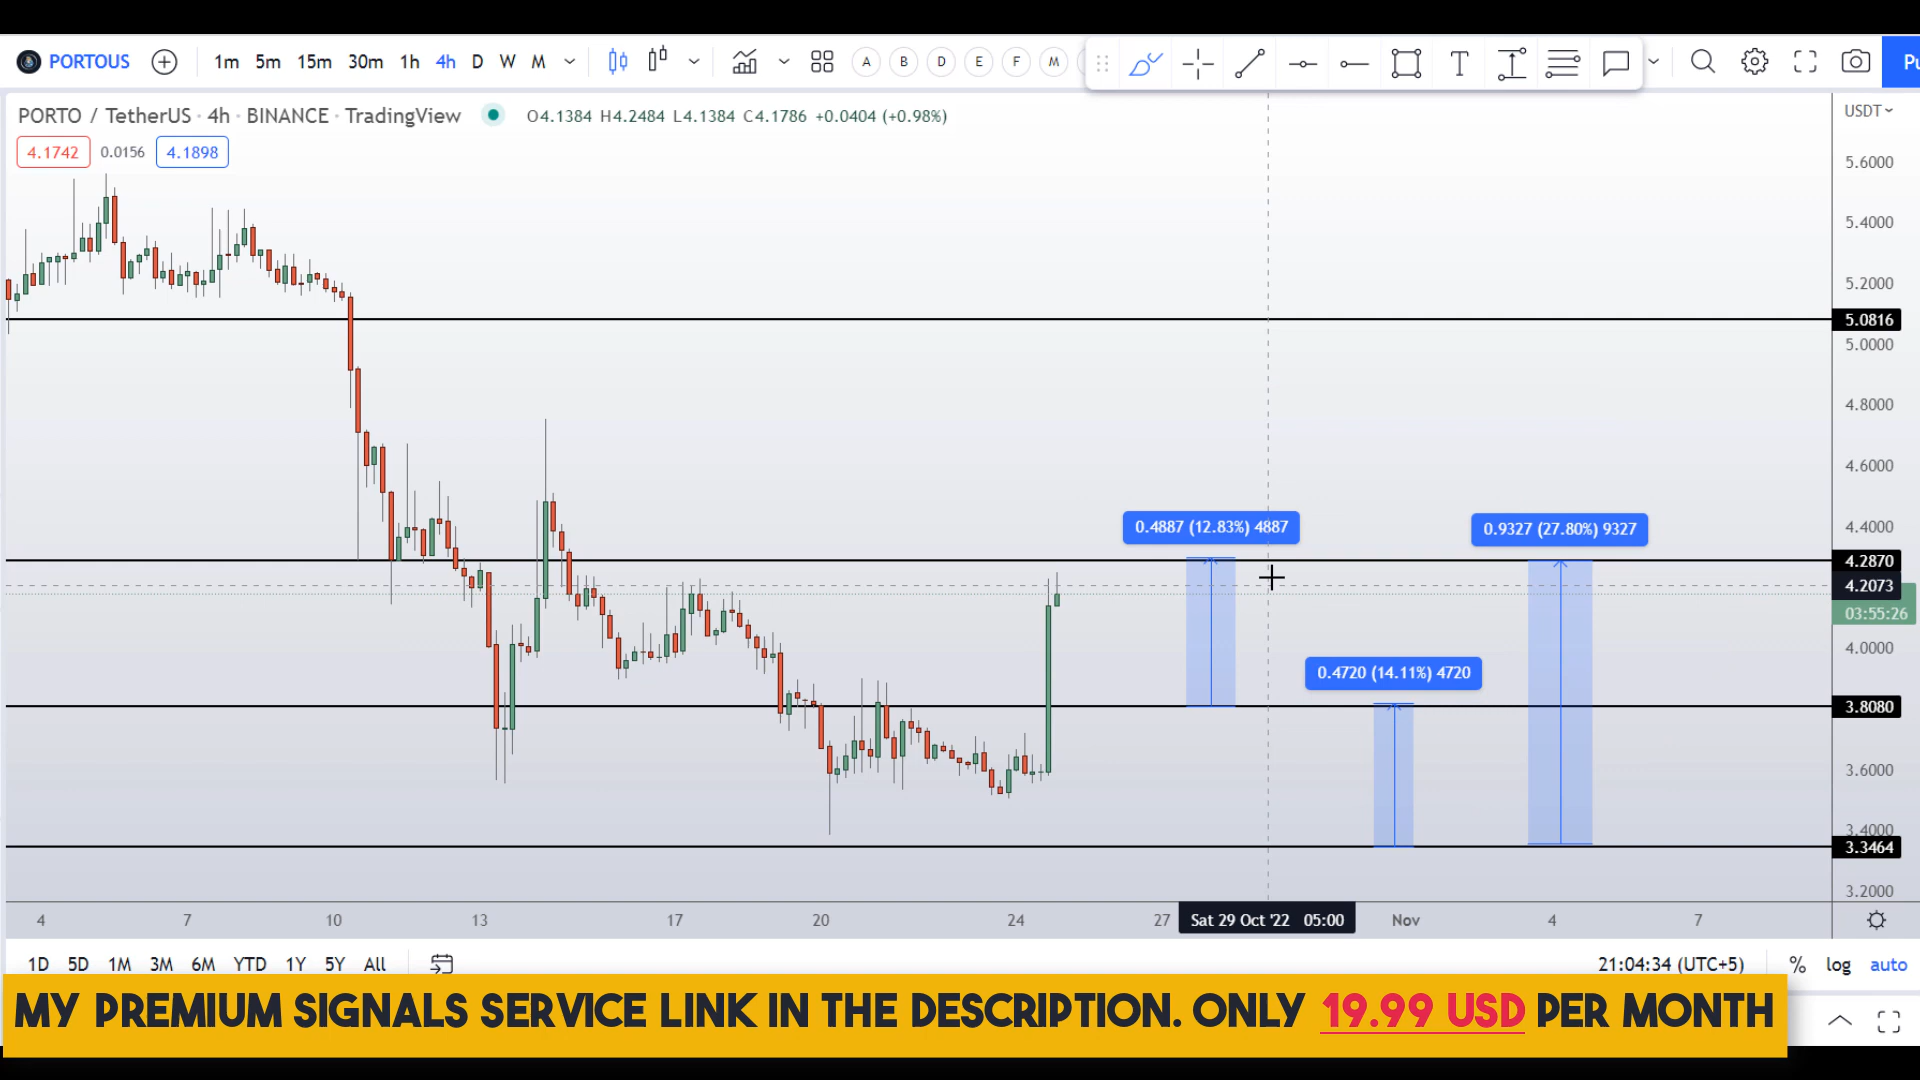 PORTOUS 1m 5m 15m 30m 1h 4h D W M A B D E F M T Pu
PORTO / TetherUS · 4h · BINANCE · TradingView O4.1384 H4.2484 L4.1384 C4.1786 +0.0404 (+0.98%) USDT
4.1742 0.0156 4.1898
5.6000
5.4000
5.2000
5.0816
5.0000
4.8000
4.6000
0.4887 (12.83%) 4887 0.9327 (27.80%) 9327 4.4000
4.2870
4.2073
03:55:26
4.0000
0.4720 (14.11%) 4720
3.8080
3.6000
3.4000
3.3464
3.2000
4 7 10 13 17 20 24 27 Sat 29 Oct '22 05:00 Nov 4 7
1D 5D 1M 3M 6M YTD 1Y 5Y All 21:04:34 (UTC+5) % log auto
MY PREMIUM SIGNALS SERVICE LINK IN THE DESCRIPTION. ONLY 19.99 USD PER MONTH